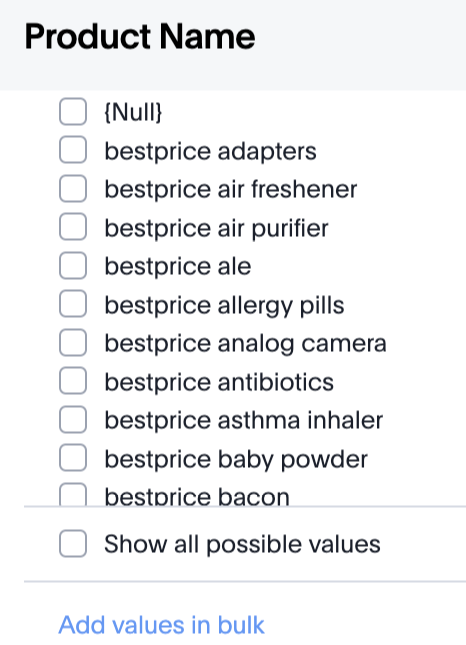 Product Name
{Null}
bestprice adapters
bestprice air freshener
bestprice air purifier
bestprice ale
bestprice allergy pills
bestprice analog camera
bestprice antibiotics
bestprice asthma inhaler
bestprice baby powder
bestprice bacon
Show all possible values
Add values in bulk